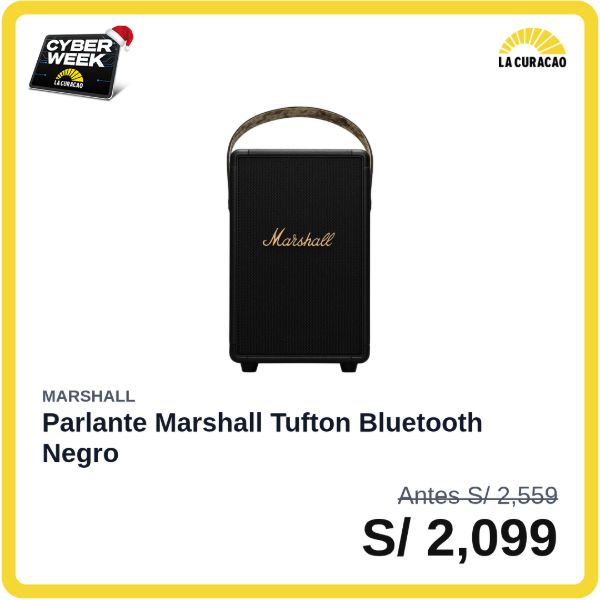 CYBER
WEEK
LA CURACAO
LA CURACAO
Marshall
MARSHALL
Parlante Marshall Tufton Bluetooth
Negro
Antes S/ 2,559
S/ 2,099